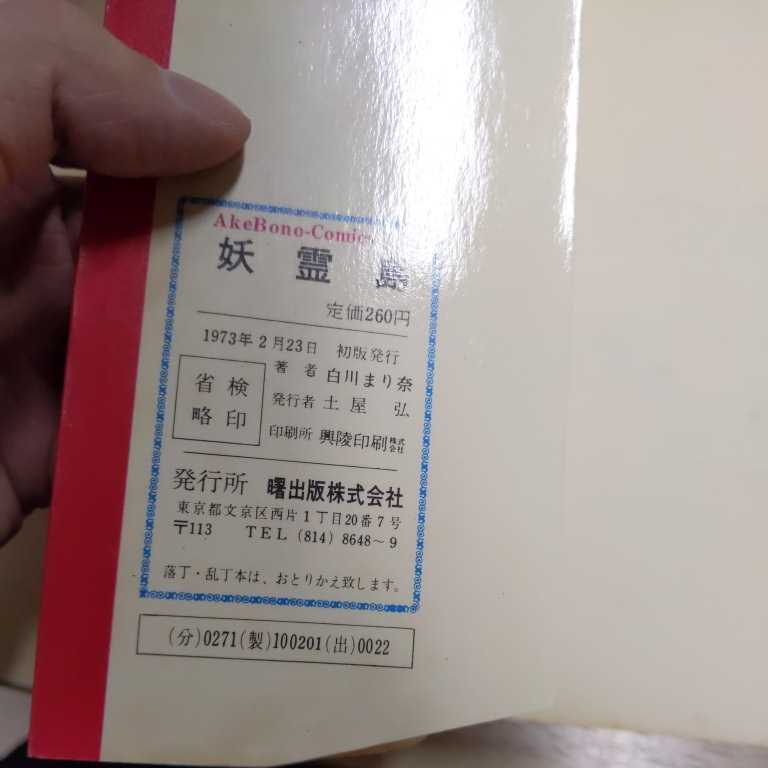 AkeBono-Comics
妖霊島
定価260円
1973年2月23日 初版発行
著者 白川まり奈
発行者 土屋 弘
印刷所 興陵印刷株式会社
検印
省略
発行所 曙出版株式会社
東京都文京区西片1丁目20番7号
〒113 TEL (814) 8648〜9
落丁・乱丁本は、おとりかえ致します。
(分)0271(製)100201(出)0022